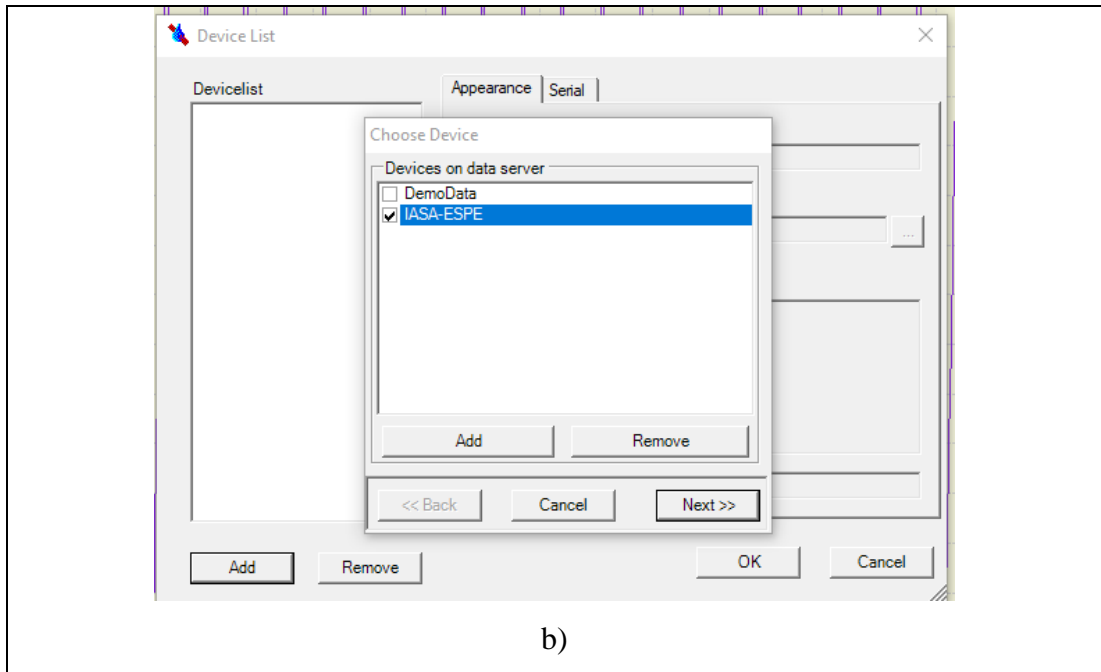 Device List
Devicelist
Appearance
Serial
Choose Device
Devices on data server
DemoData
IASA-ESPE
...
Add
Remove
<< Back
Cancel
Next >>
Add
Remove
OK
Cancel
b)